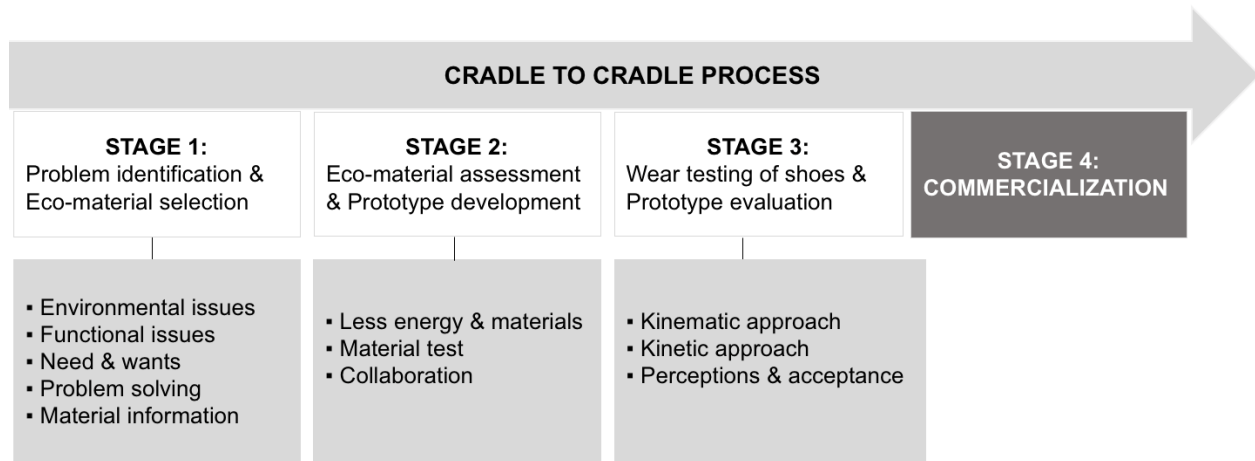 CRADLE TO CRADLE PROCESS
STAGE 1:
Problem identification &
Eco-material selection
STAGE 2:
Eco-material assessment
& Prototype development
STAGE 3:
Wear testing of shoes &
Prototype evaluation
STAGE 4:
COMMERCIALIZATION
▪ Environmental issues
▪ Functional issues
▪ Need & wants
▪ Problem solving
▪ Material information
▪ Less energy & materials
▪ Material test
▪ Collaboration
▪ Kinematic approach
▪ Kinetic approach
▪ Perceptions & acceptance